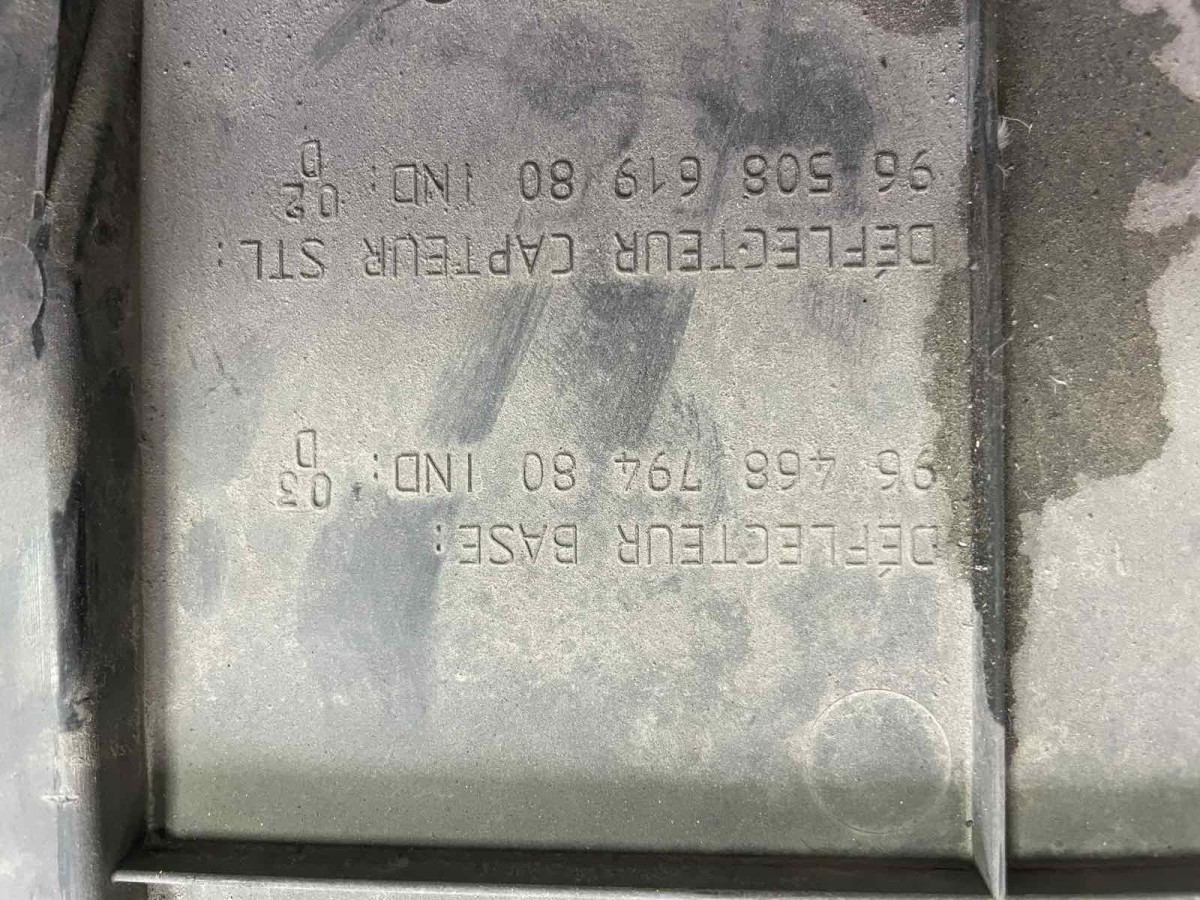 DÉFLECTEUR BASE:
96 468 794 80 IND: 03
D
DÉFLECTEUR CAPTEUR STL:
96 508 619 80 IND: 02
D